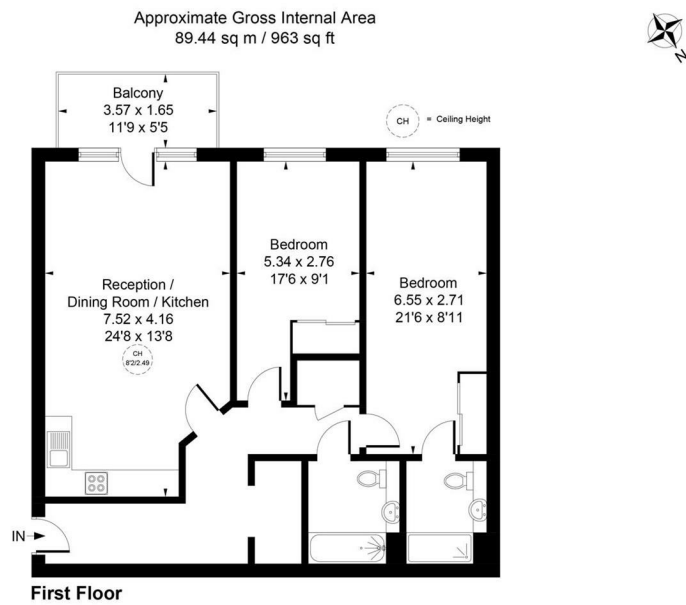 Approximate Gross Internal Area
89.44 sq m / 963 sq ft
N
Balcony
3.57 x 1.65
11'9 x 5'5
CH = Ceiling Height
Bedroom
5.34 x 2.76
17'6 x 9'1
Reception /
Dining Room / Kitchen
7.52 x 4.16
24'8 x 13'8
CH
8'2/2.49
Bedroom
6.55 x 2.71
21'6 x 8'11
IN
First Floor